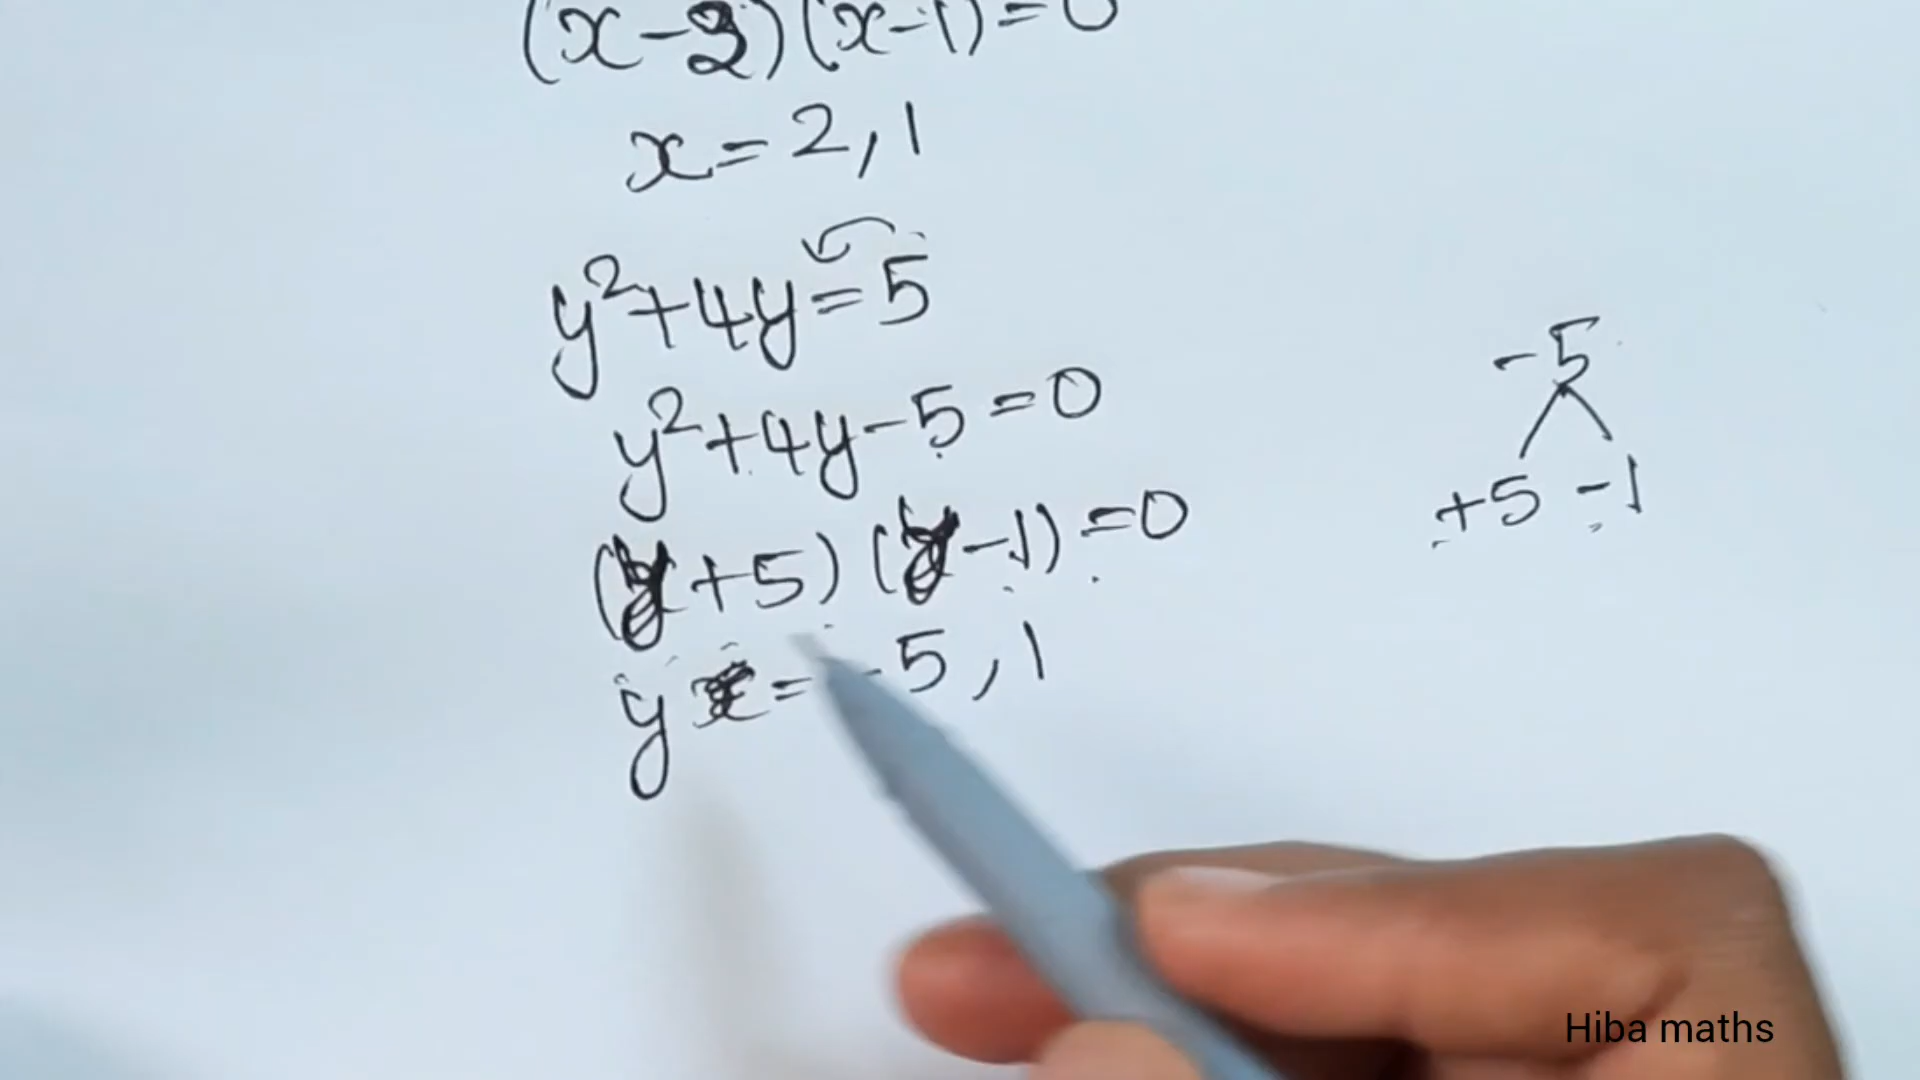 (x-2)(x-1)=0
x=2,1
y²+4y=5
y²+4y-5=0
(y+5)(y-1)=0
y = -5,1
-5
+5 -1
Hiba maths